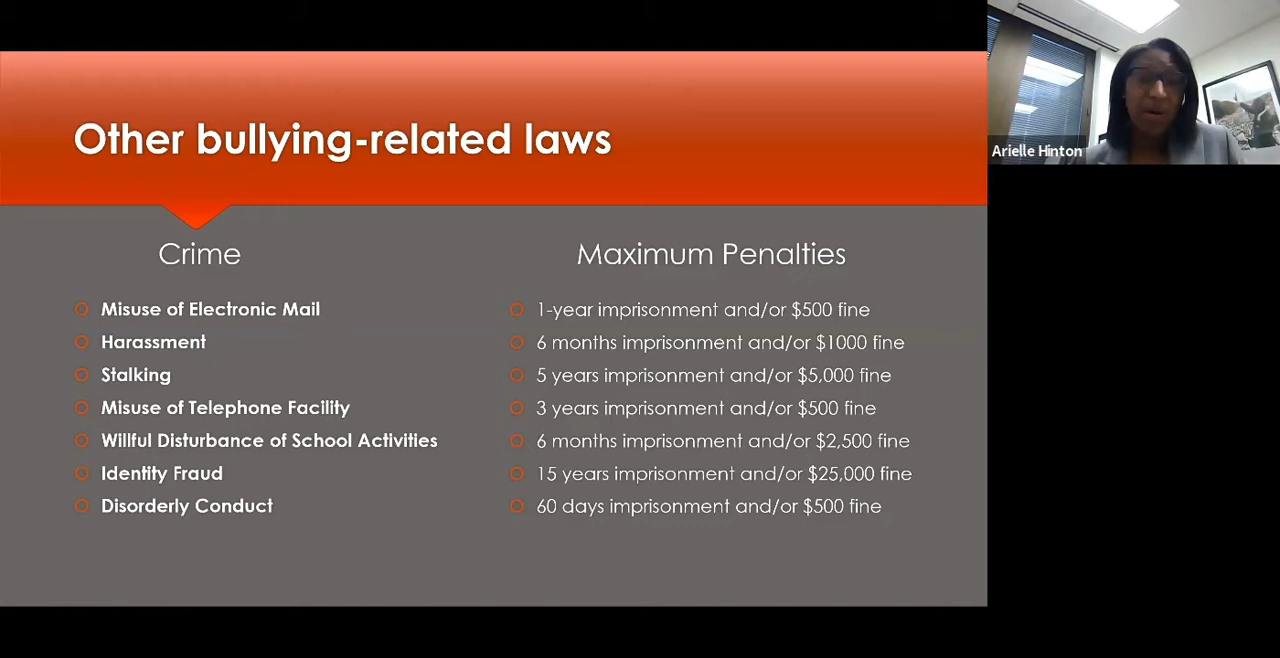 Other bullying-related laws
Arielle Hinton
Crime
Maximum Penalties
Misuse of Electronic Mail
1-year imprisonment and/or $500 fine
Harassment
6 months imprisonment and/or $1000 fine
Stalking
5 years imprisonment and/or $5,000 fine
Misuse of Telephone Facility
3 years imprisonment and/or $500 fine
Willful Disturbance of School Activities
6 months imprisonment and/or $2,500 fine
Identity Fraud
15 years imprisonment and/or $25,000 fine
Disorderly Conduct
60 days imprisonment and/or $500 fine